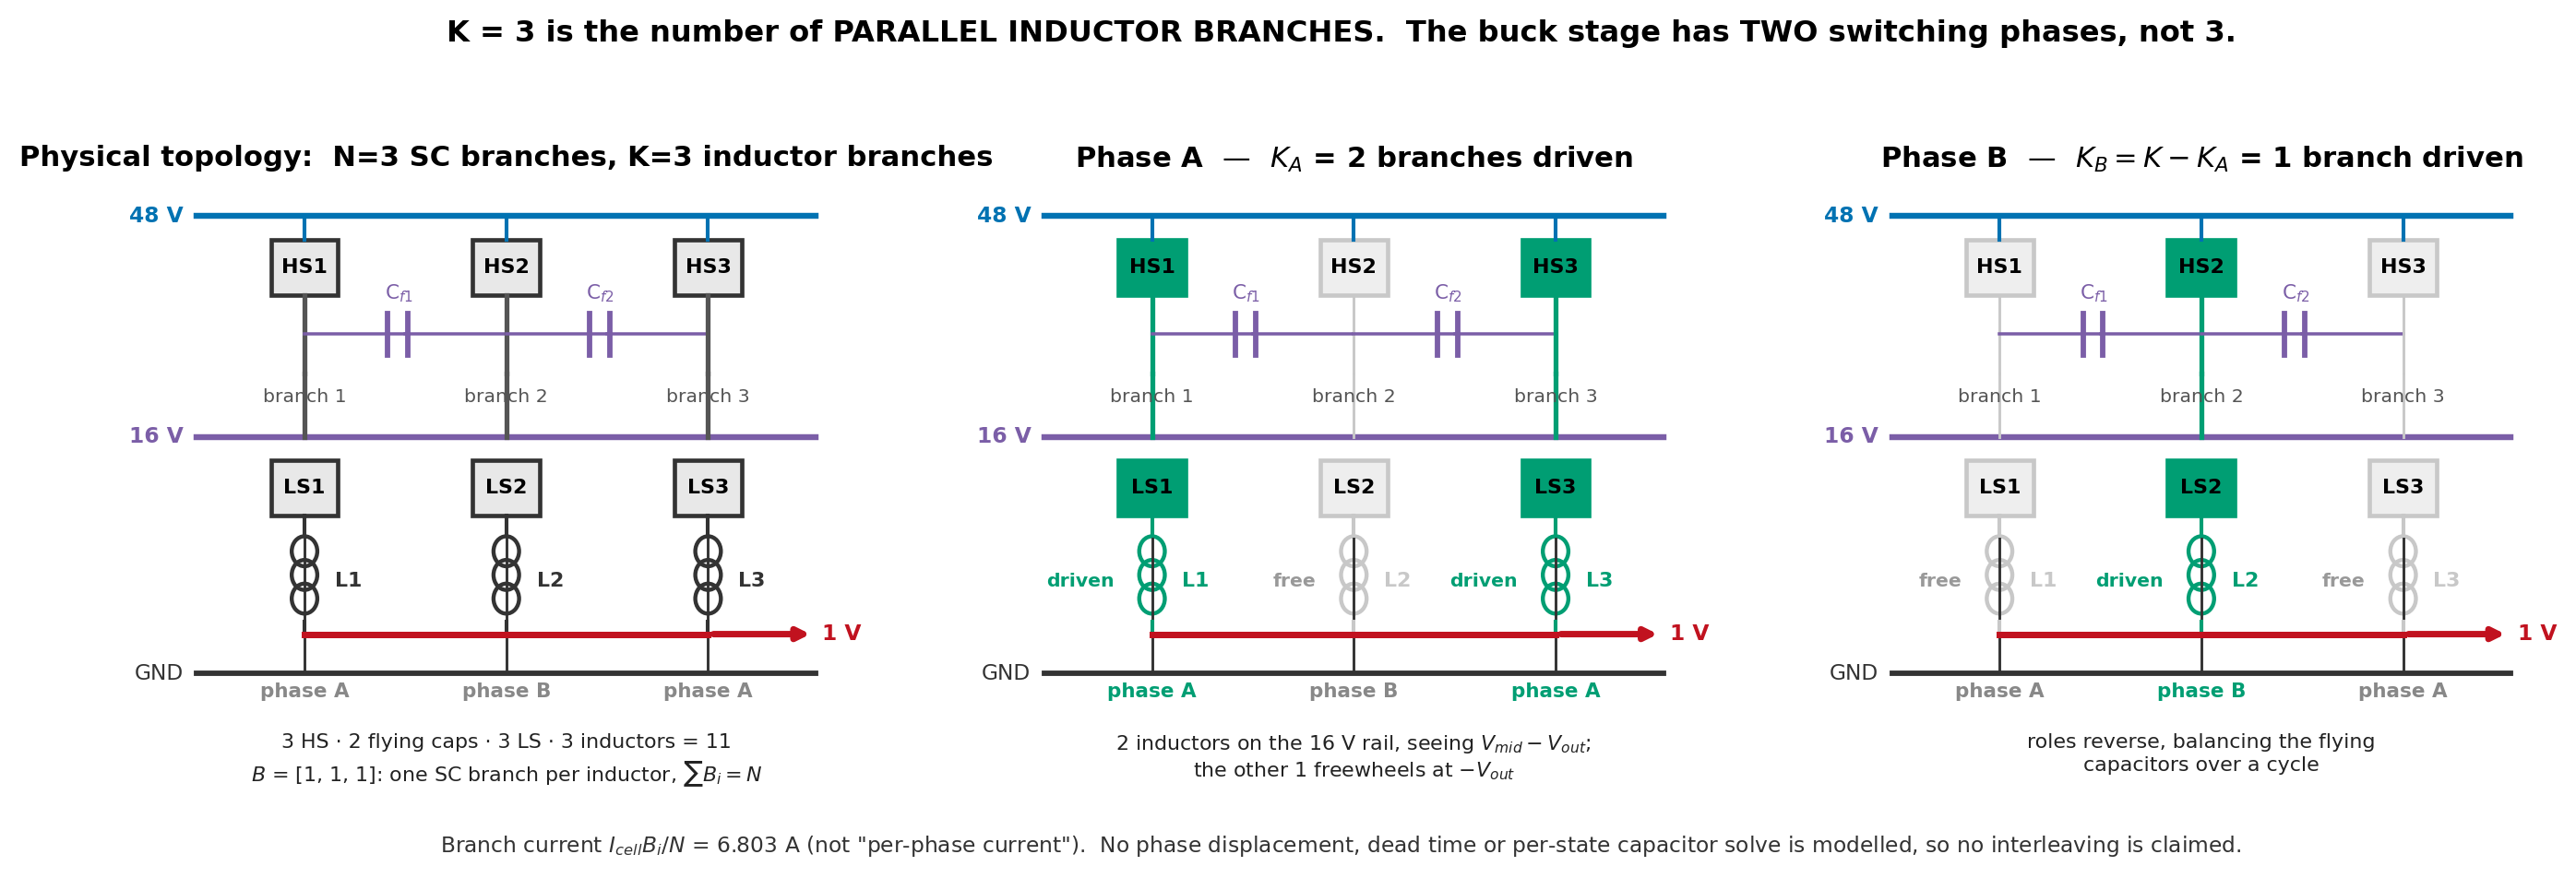 K = 3 is the number of PARALLEL INDUCTOR BRANCHES. The buck stage has TWO switching phases, not 3.
Physical topology: N=3 SC branches, K=3 inductor branches
48 V
HS1 HS2 HS3
C_f1 C_f2
branch 1 branch 2 branch 3
16 V
LS1 LS2 LS3
L1 L2 L3
1 V
GND
phase A phase B phase A
3 HS · 2 flying caps · 3 LS · 3 inductors = 11
B = [1, 1, 1]: one SC branch per inductor, ∑B_i = N
Phase A — K_A = 2 branches driven
48 V
HS1 HS2 HS3
C_f1 C_f2
branch 1 branch 2 branch 3
16 V
LS1 LS2 LS3
driven L1 free L2 driven L3
1 V
GND
phase A phase B phase A
2 inductors on the 16 V rail, seeing V_mid − V_out;
the other 1 freewheels at −V_out
Phase B — K_B = K − K_A = 1 branch driven
48 V
HS1 HS2 HS3
C_f1 C_f2
branch 1 branch 2 branch 3
16 V
LS1 LS2 LS3
free L1 driven L2 free L3
1 V
GND
phase A phase B phase A
roles reverse, balancing the flying
capacitors over a cycle
Branch current I_cell B_i/N = 6.803 A (not "per-phase current"). No phase displacement, dead time or per-state capacitor solve is modelled, so no interleaving is claimed.